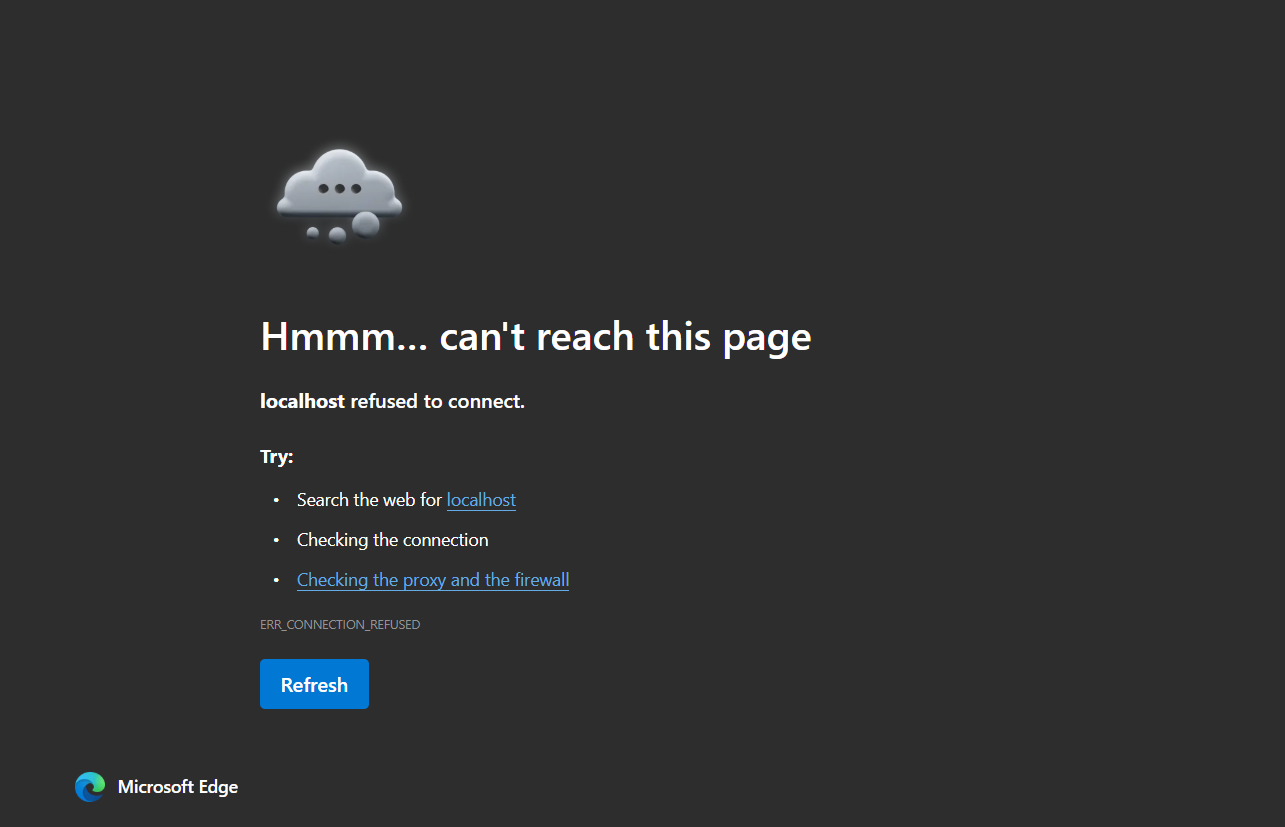 Hmmm... can't reach this page
localhost refused to connect.
Try:
• Search the web for localhost
• Checking the connection
• Checking the proxy and the firewall
ERR_CONNECTION_REFUSED
Refresh
Microsoft Edge